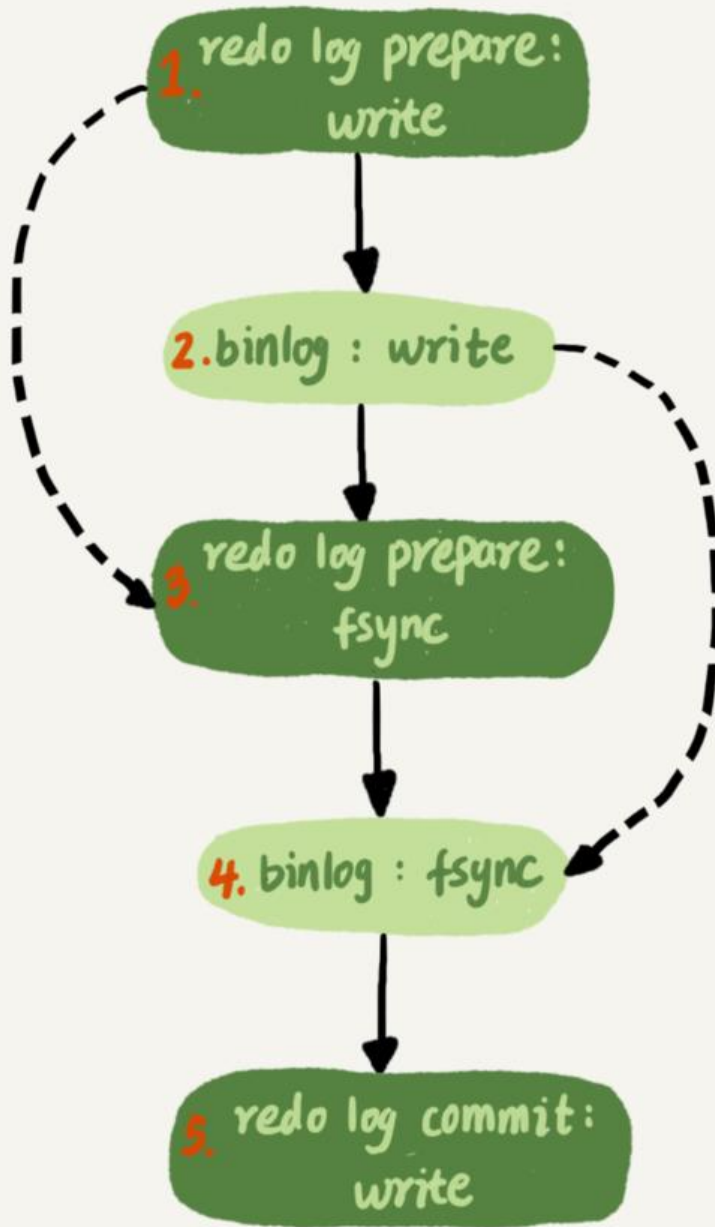 1. redo log prepare:
write
2. binlog : write
redo log prepare:
3. fsync
4. binlog : fsync
5. redo log commit:
write